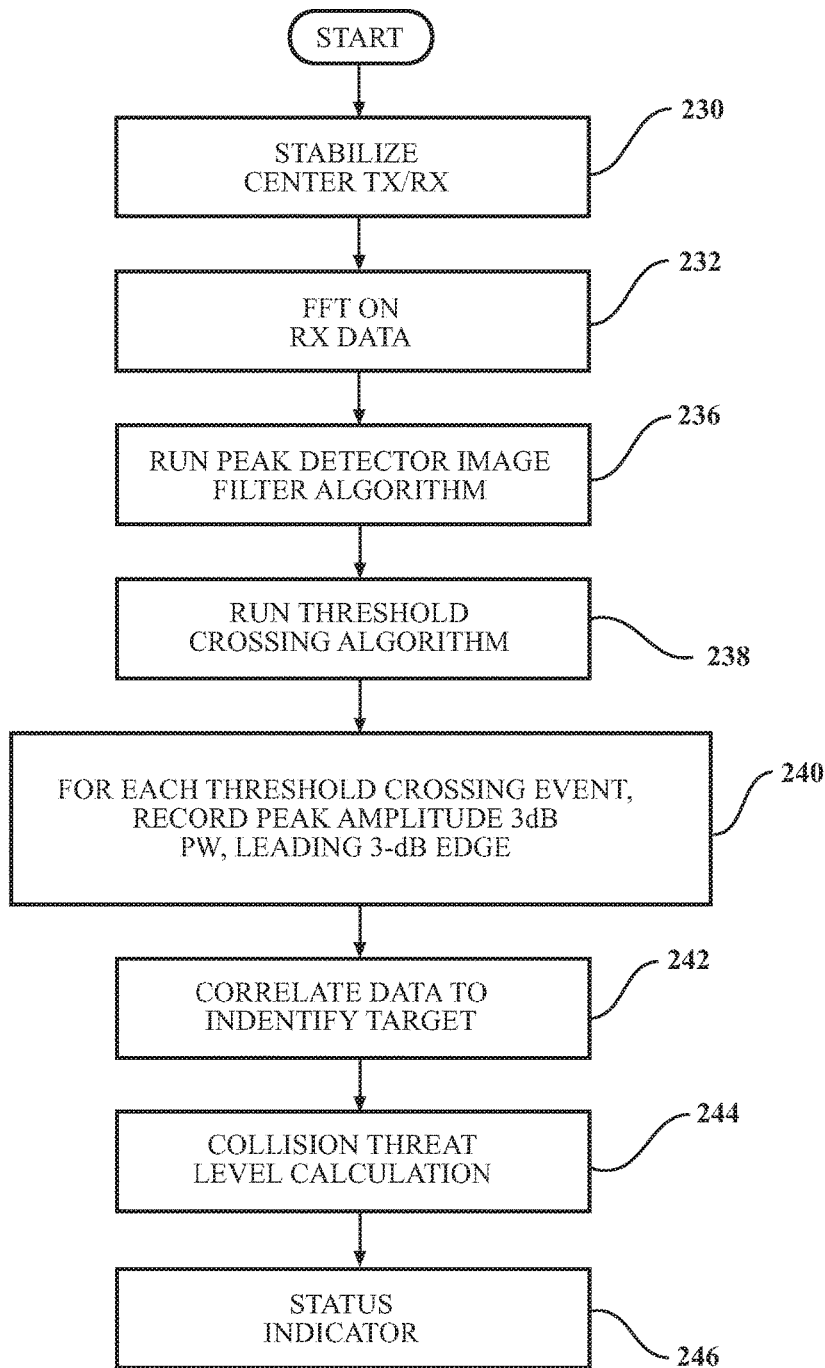 START
230
STABILIZE
CENTER TX/RX
232
FFT ON
RX DATA
236
RUN PEAK DETECTOR IMAGE
FILTER ALGORITHM
RUN THRESHOLD
CROSSING ALGORITHM
238
FOR EACH THRESHOLD CROSSING EVENT,
RECORD PEAK AMPLITUDE 3dB
PW, LEADING 3-dB EDGE
240
242
CORRELATE DATA TO
INDENTIFY TARGET
244
COLLISION THREAT
LEVEL CALCULATION
STATUS
INDICATOR
246